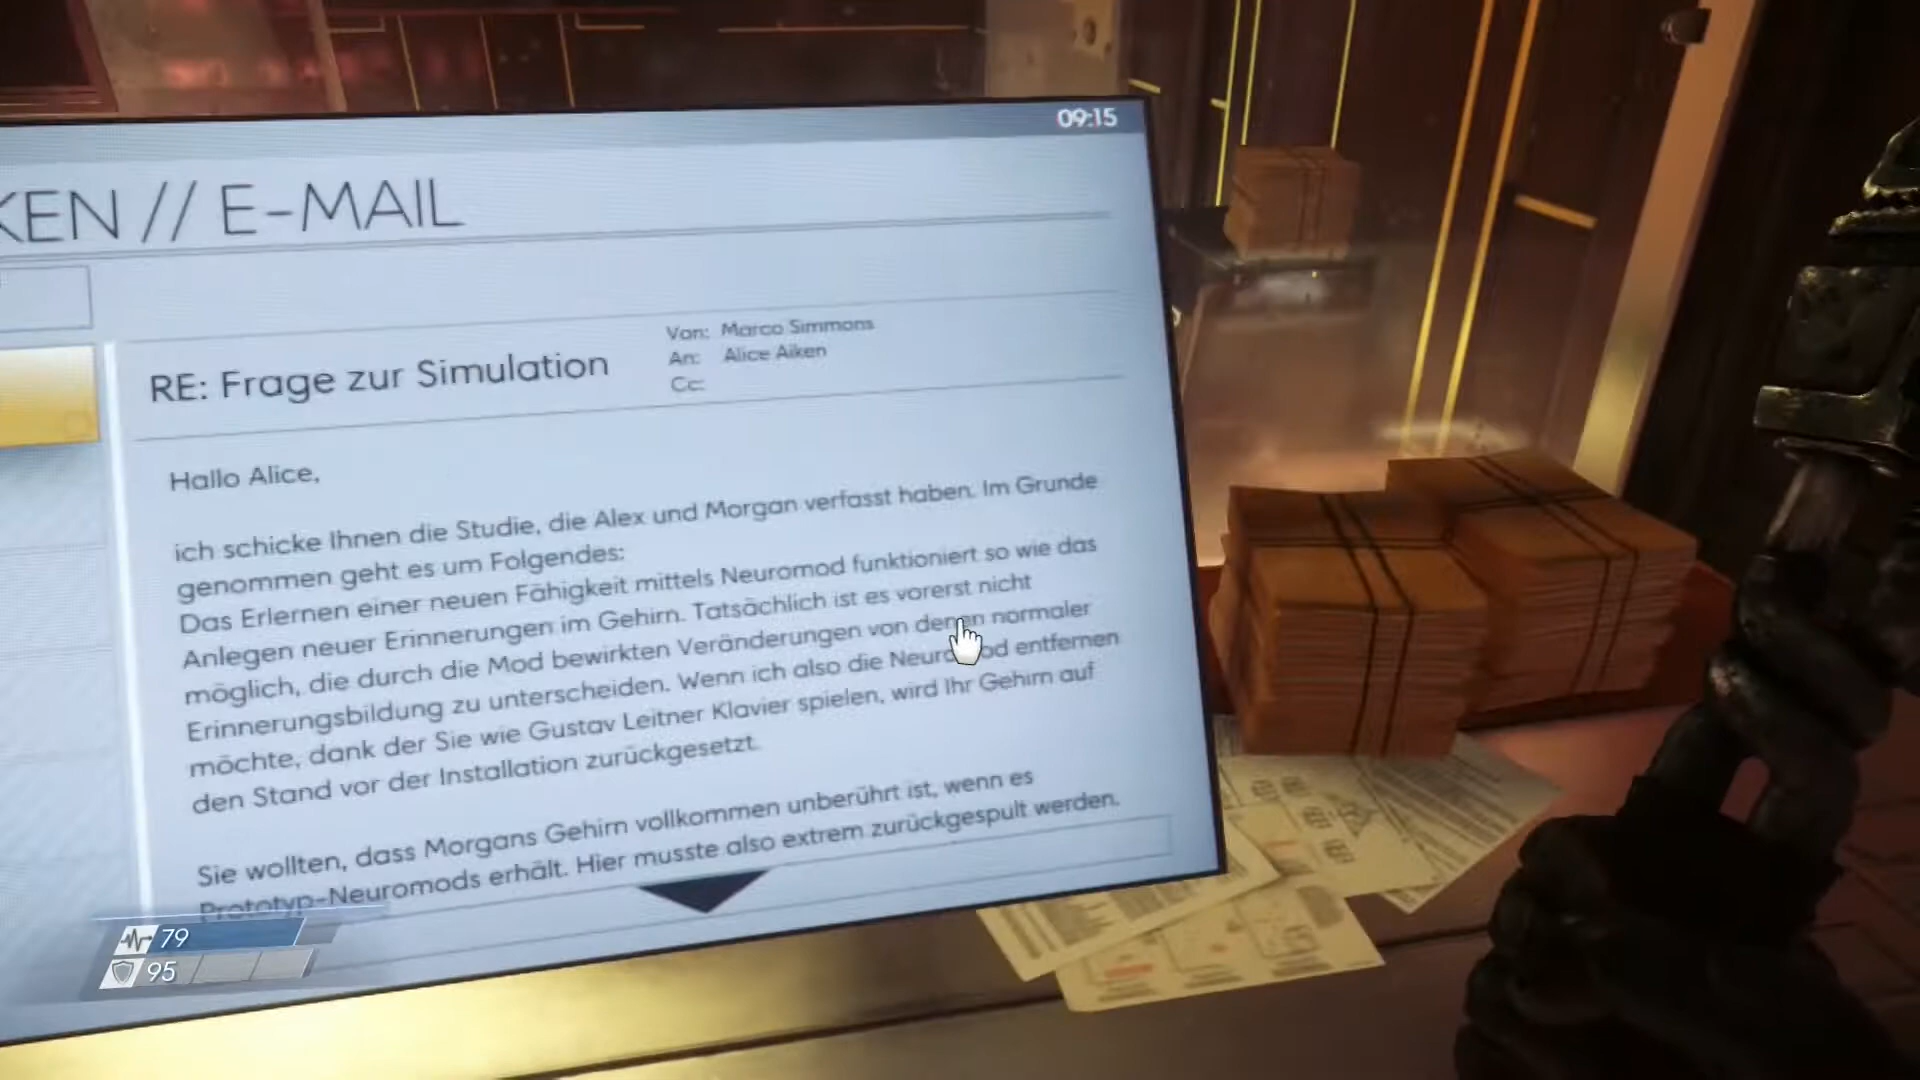 09:15
KEN // E-MAIL
RE: Frage zur Simulation
Von: Marco Simmons
An: Alice Aiken
Cc:
Hallo Alice,
ich schicke Ihnen die Studie, die Alex und Morgan verfasst haben. Im Grunde
genommen geht es um Folgendes:
Das Erlernen einer neuen Fähigkeit mittels Neuromod funktioniert so wie das
Anlegen neuer Erinnerungen im Gehirn. Tatsächlich ist es vorerst nicht
möglich, die durch die Mod bewirkten Veränderungen von denen normaler
Erinnerungsbildung zu unterscheiden. Wenn ich also die Neuromod entfernen
möchte, dank der Sie wie Gustav Leitner Klavier spielen, wird Ihr Gehirn auf
den Stand vor der Installation zurückgesetzt.
Sie wollten, dass Morgans Gehirn vollkommen unberührt ist, wenn es
Prototyp-Neuromods erhält. Hier musste also extrem zurückgespult werden.
79
95